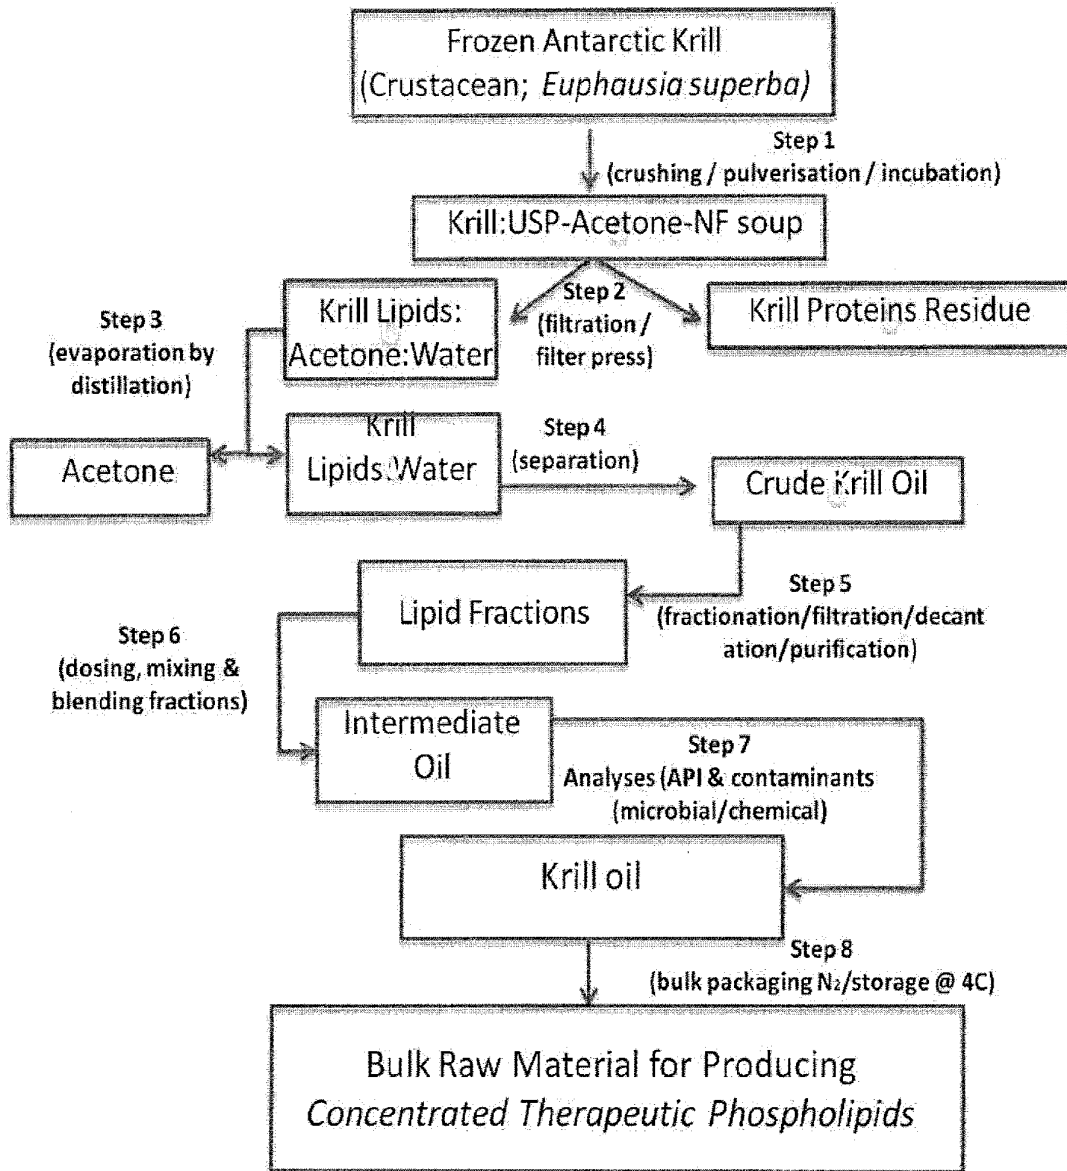 Frozen Antarctic Krill
(Crustacean; Euphausia superba)
Step 1
(crushing / pulverisation / incubation)
Krill:USP-Acetone-NF soup
Step 2
(filtration /
filter press)
Krill Lipids:
Acetone:Water
Krill Proteins Residue
Step 3
(evaporation by
distillation)
Acetone
Krill
Lipids:Water
Step 4
(separation)
Crude Krill Oil
Step 5
(fractionation/filtration/decant
ation/purification)
Lipid Fractions
Step 6
(dosing, mixing &
blending fractions)
Intermediate
Oil
Step 7
Analyses (API & contaminants
(microbial/chemical)
Krill oil
Step 8
(bulk packaging N₂/storage @ 4C)
Bulk Raw Material for Producing
Concentrated Therapeutic Phospholipids